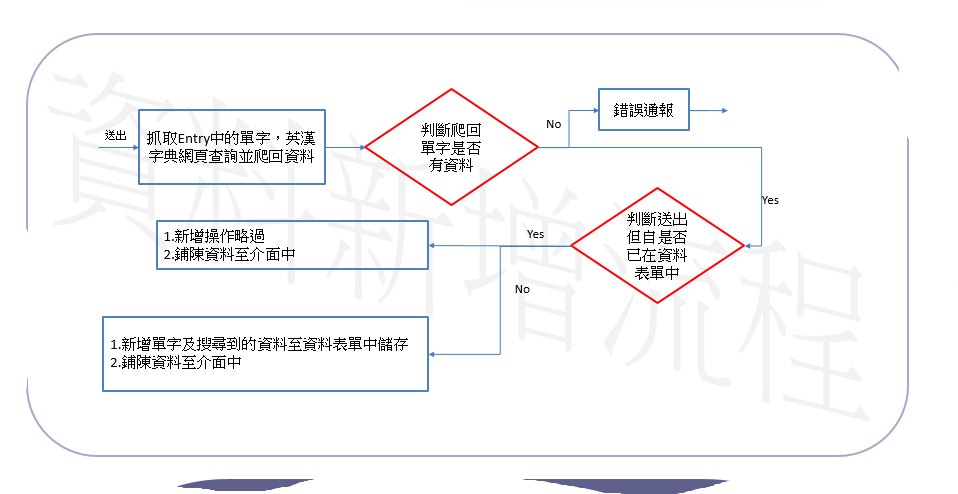 資料新增流程
送出
抓取Entry中的單字，英漢
字典網頁查詢並爬回資料
判斷爬回
單字是否
有資料
No
錯誤通報
Yes
判斷送出
但自是否
已在資料
表單中
Yes
1.新增操作略過
2.鋪陳資料至介面中
No
1.新增單字及搜尋到的資料至資料表單中儲存
2.鋪陳資料至介面中